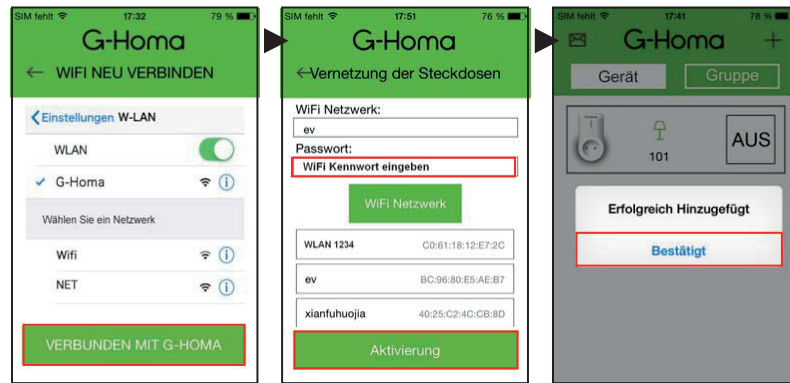 SIM fehlt 17:32 79 %
G-Homa
← WIFI NEU VERBINDEN
Einstellungen W-LAN
WLAN
G-Homa
Wählen Sie ein Netzwerk
Wifi
NET
VERBUNDEN MIT G-HOMA
SIM fehlt 17:51 76 %
G-Homa
←Vernetzung der Steckdosen
WiFi Netzwerk:
ev
Passwort:
WiFi Kennwort eingeben
WiFi Netzwerk
WLAN 1234 C0:61:18:12:E7:2C
ev BC:96:80:E5:AE:B7
xianfuhuojia 40:25:C2:4C:CB:8D
Aktivierung
SIM fehlt 17:41 78 %
G-Homa +
Gerät Gruppe
101 AUS
Erfolgreich Hinzugefügt
Bestätigt